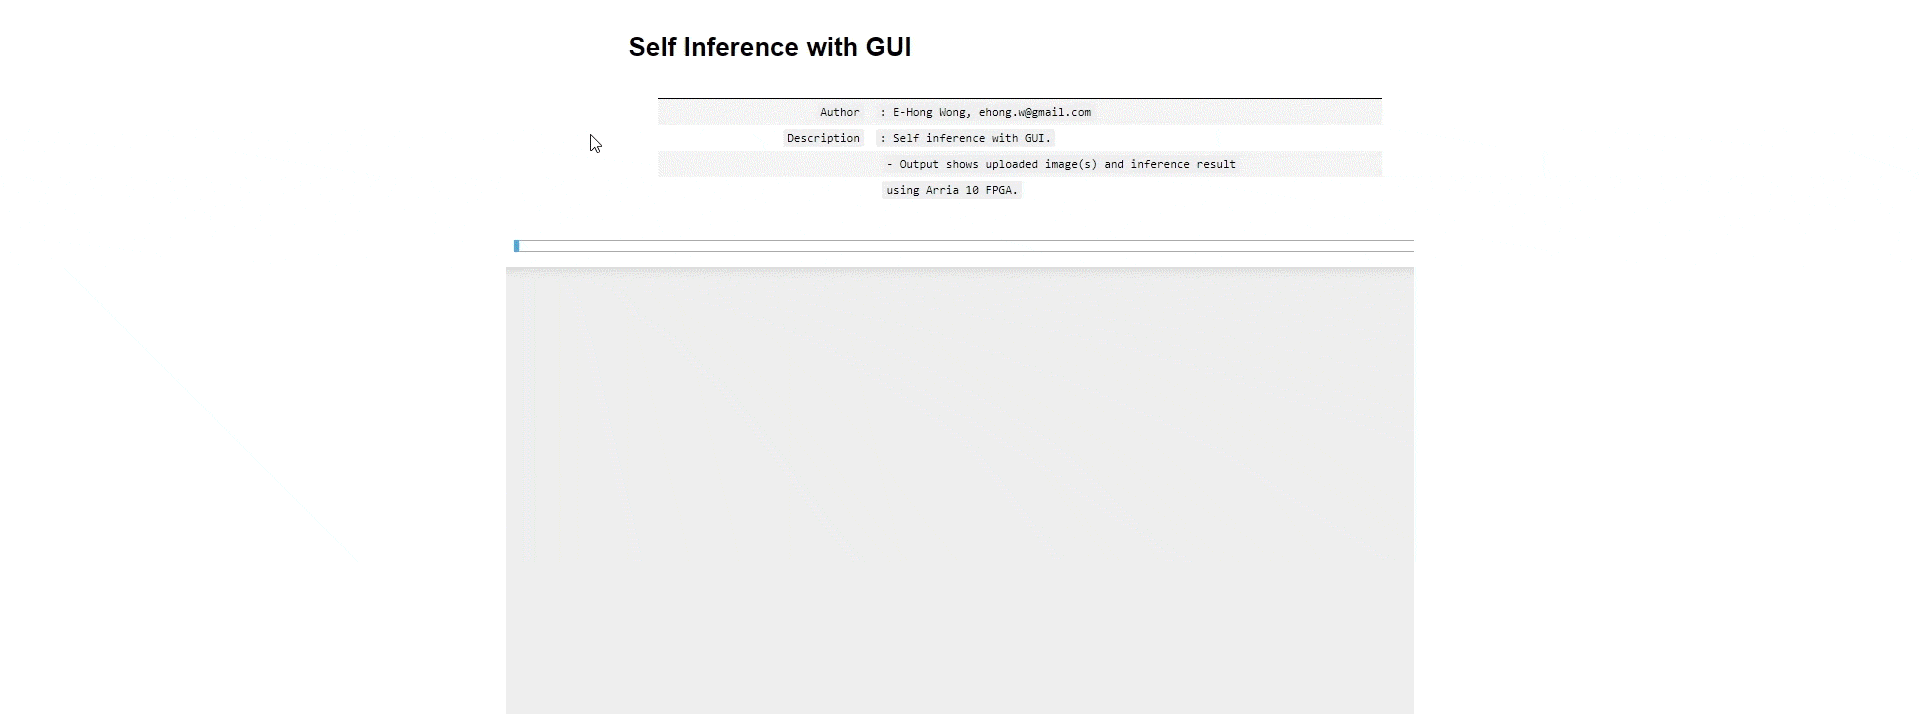 Self Inference with GUI
Author : E-Hong Wong, ehong.w@gmail.com
Description : Self inference with GUI.
- Output shows uploaded image(s) and inference result
using Arria 10 FPGA.